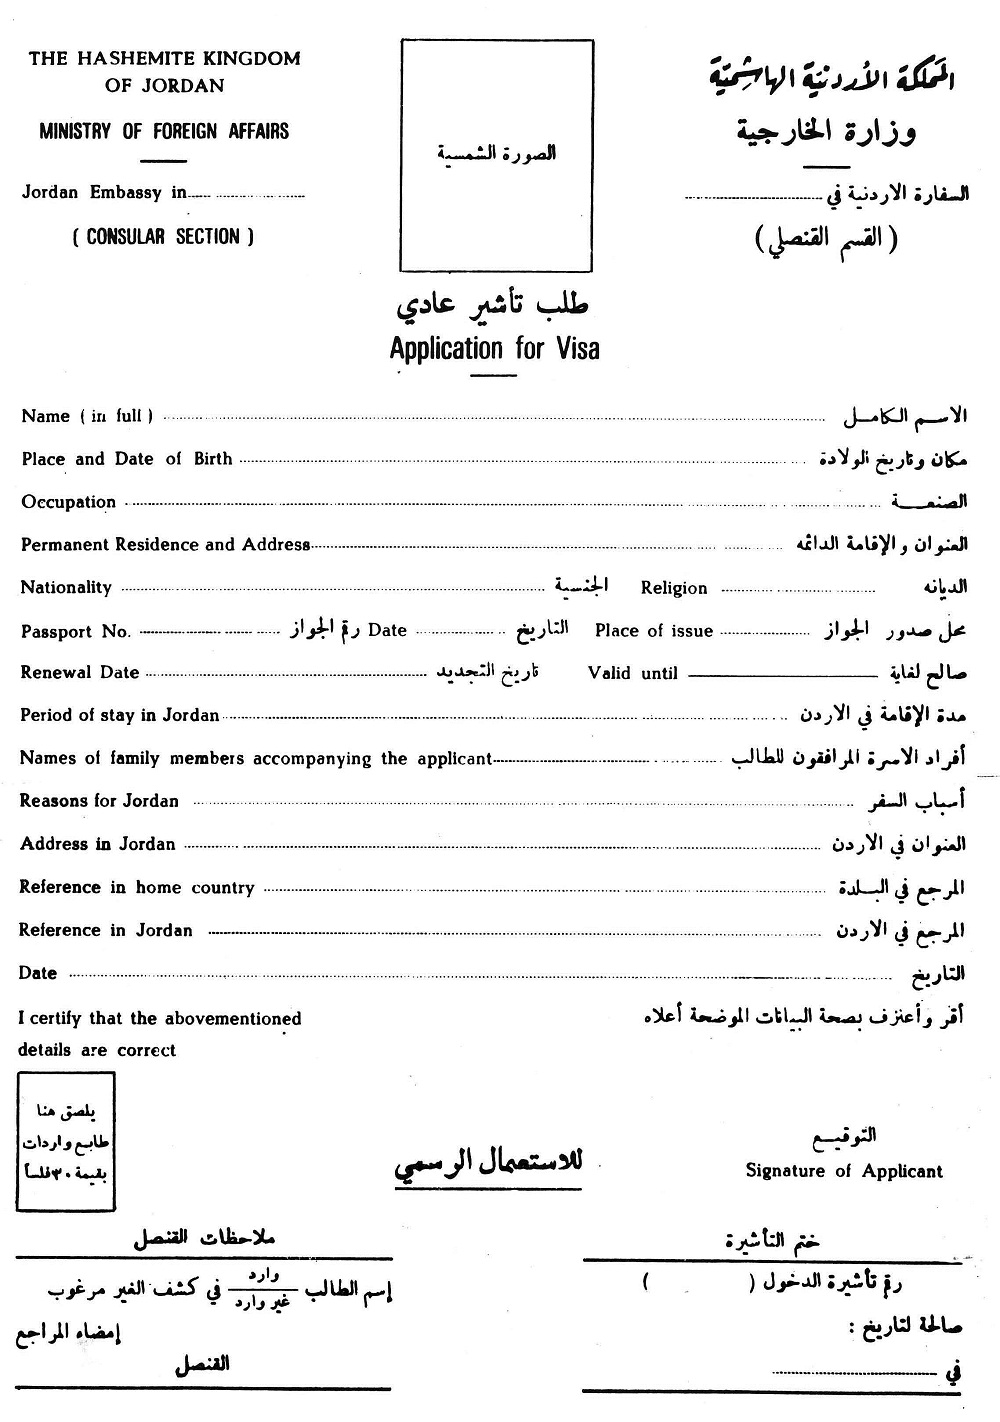 THE HASHEMITE KINGDOM
OF JORDAN
MINISTRY OF FOREIGN AFFAIRS
Jordan Embassy in
( CONSULAR SECTION )
الصورة الشمسية
المملكة الأردنية الهاشمية
وزارة الخارجية
السفارة الاردنية في
( القسم القنصلي )
طلب تأشير عادي
Application for Visa
Name ( in full ) الاسم الكامل
Place and Date of Birth مكان وتاريخ الولادة
Occupation الصنعة
Permanent Residence and Address العنوان والإقامة الدائمه
Nationality الجنسية Religion الديانه
Passport No. رقم الجواز Date التاريخ Place of issue محل صدور الجواز
Renewal Date تاريخ التجديد Valid until صالح لغاية
Period of stay in Jordan مدة الإقامة في الاردن
Names of family members accompanying the applicant أفراد الاسرة المرافقون للطالب
Reasons for Jordan أسباب السفر
Address in Jordan العنوان في الاردن
Reference in home country المرجع في البلدة
Reference in Jordan المرجع في الاردن
Date التاريخ
I certify that the abovementioned أقر وأعترف بصحة البيانات الموضحة أعلاه
details are correct
يلصق هنا
طابع واردات
بقيمة ٣٠ فلساً
للاستعمال الرسمي
التوقيع
Signature of Applicant
ملاحظات القنصل
إسم الطالب وارد / غير وارد في كشف الغير مرغوب
إمضاء المراجع
القنصل
ختم التأشيرة
رقم تأشيرة الدخول ( )
صالحة لتاريخ :
في